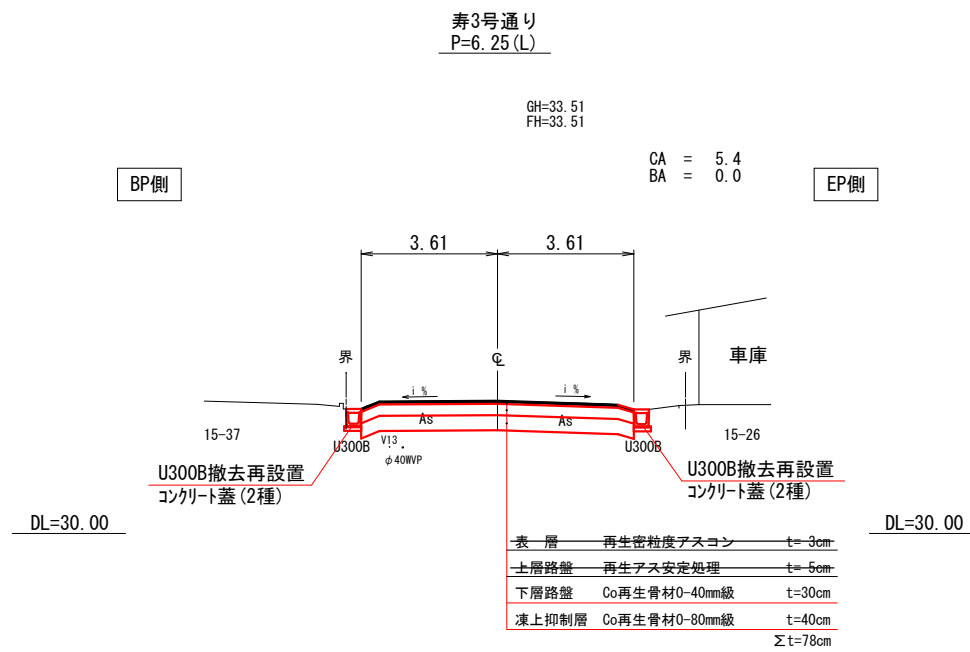 寿3号通り
P=6.25(L)
GH=33.51
FH=33.51
CA = 5.4
BA = 0.0
BP側
EP側
3.61 3.61
界 CL 界 車庫
i % i %
As As
15-37 15-26
U300B V13 U300B
φ40WVP
U300B撤去再設置
コンクリート蓋(2種)
U300B撤去再設置
コンクリート蓋(2種)
DL=30.00 DL=30.00
表 層 再生密粒度アスコン t= 3cm
上層路盤 再生アス安定処理 t= 5cm
下層路盤 Co再生骨材0-40mm級 t=30cm
凍上抑制層 Co再生骨材0-80mm級 t=40cm
Σt=78cm